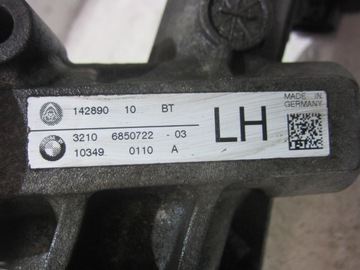 142890 10 BT
3210 6850722 - 03
10349 0110 A
LH
MADE IN
GERMANY